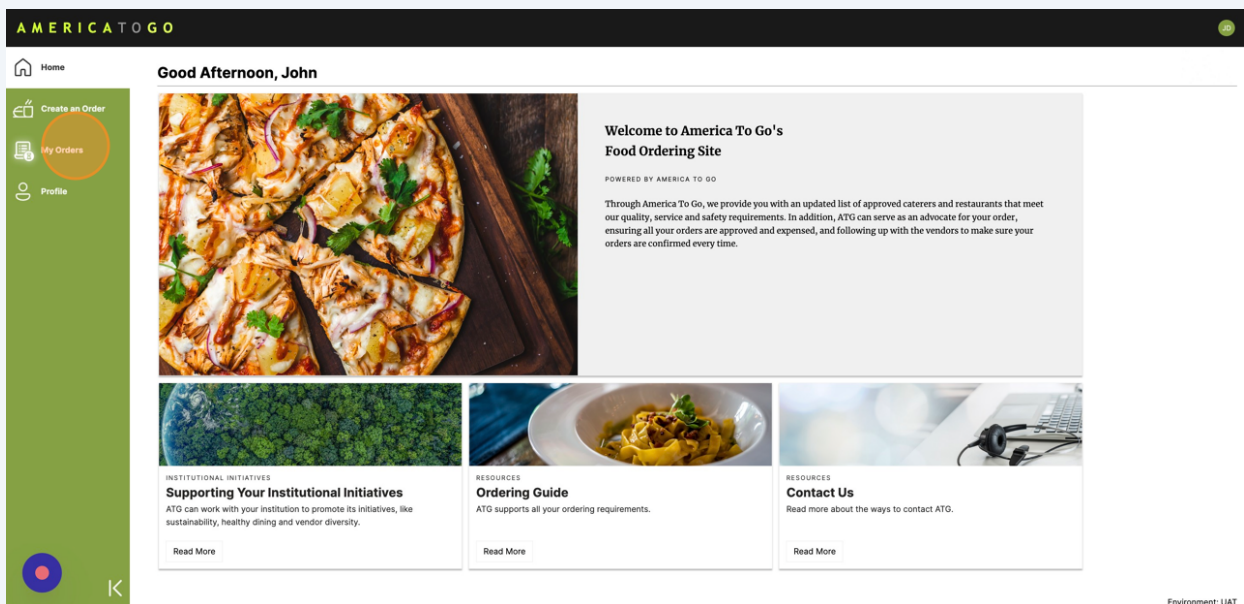 AMERICATOGO
JD
Home
Create an Order
My Orders
Profile
Good Afternoon, John
Welcome to America To Go's
Food Ordering Site
POWERED BY AMERICA TO GO
Through America To Go, we provide you with an updated list of approved caterers and restaurants that meet
our quality, service and safety requirements. In addition, ATG can serve as an advocate for your order,
ensuring all your orders are approved and expensed, and following up with the vendors to make sure your
orders are confirmed every time.
INSTITUTIONAL INITIATIVES
Supporting Your Institutional Initiatives
ATG can work with your institution to promote its initiatives, like
sustainability, healthy dining and vendor diversity.
Read More
RESOURCES
Ordering Guide
ATG supports all your ordering requirements.
Read More
RESOURCES
Contact Us
Read more about the ways to contact ATG.
Read More
Environment: UAT